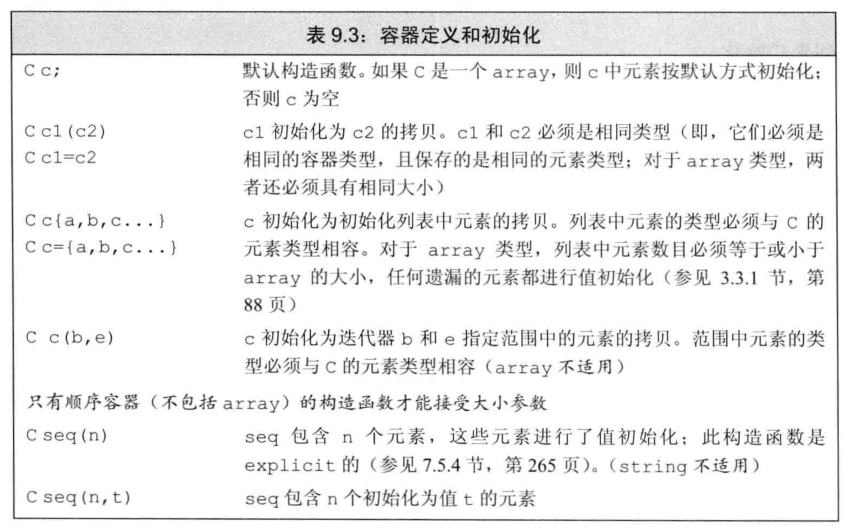 表 9.3：容器定义和初始化
C c; 默认构造函数。如果 C 是一个 array，则 c 中元素按默认方式初始化；
否则 c 为空
C c1(c2) c1 初始化为 c2 的拷贝。c1 和 c2 必须是相同类型（即，它们必须是
C c1=c2 相同的容器类型，且保存的是相同的元素类型；对于 array 类型，两
者还必须具有相同大小）
C c{a,b,c...} c 初始化为初始化列表中元素的拷贝。列表中元素的类型必须与 C 的
C c={a,b,c...} 元素类型相容。对于 array 类型，列表中元素数目必须等于或小于
array 的大小，任何遗漏的元素都进行值初始化（参见 3.3.1 节，第
88 页）
C c(b,e) c 初始化为迭代器 b 和 e 指定范围中的元素的拷贝。范围中元素的类
型必须与 C 的元素类型相容（array 不适用）
只有顺序容器（不包括 array）的构造函数才能接受大小参数
C seq(n) seq 包含 n 个元素，这些元素进行了值初始化；此构造函数是
explicit 的（参见 7.5.4 节，第 265 页）。（string 不适用）
C seq(n,t) seq 包含 n 个初始化为值 t 的元素